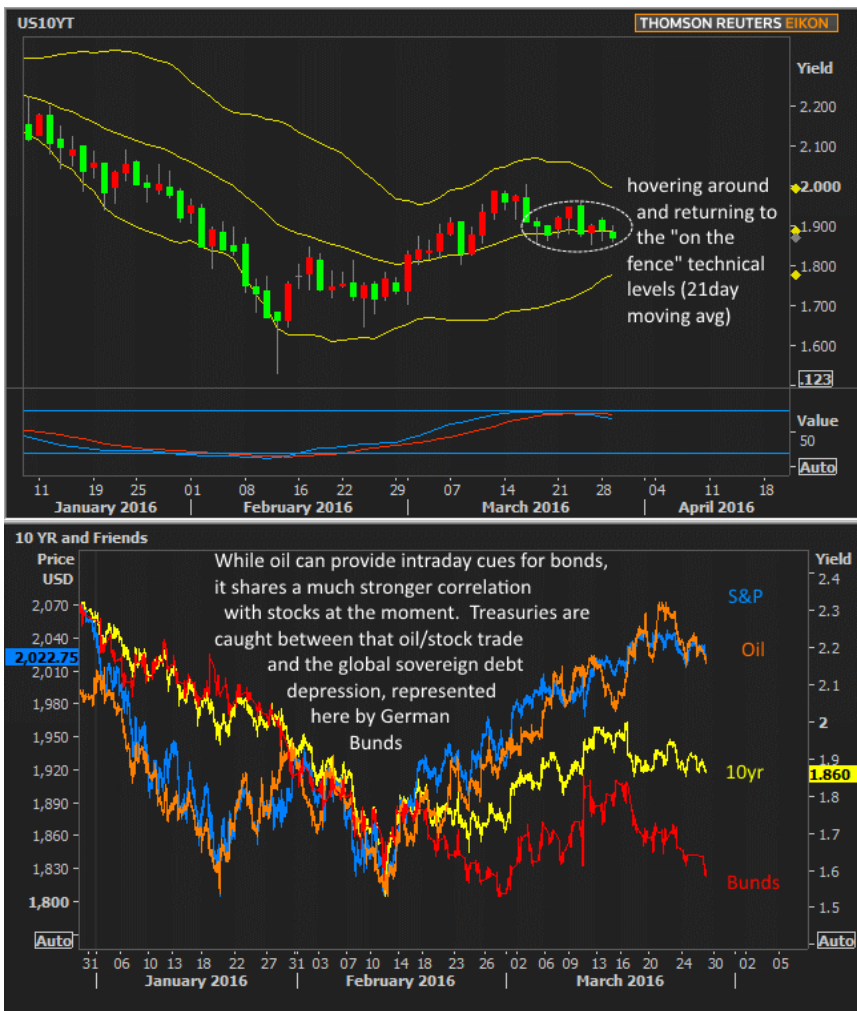 US10YT
THOMSON REUTERS EIKON
Yield
2.200
2.100
2.000
1.900
1.800
1.700
1.600
.123
hovering around
and returning to
the "on the
fence" technical
levels (21day
moving avg)
Value
50
Auto
11 19 25 01 08 16 22 29 07 14 21 28 04 11 18
January 2016 February 2016 March 2016 April 2016
10 YR and Friends
Price
USD
2,070
2,040
2,022.75
2,010
1,980
1,950
1,920
1,890
1,860
1,830
1,800
Auto
While oil can provide intraday cues for bonds,
it shares a much stronger correlation
with stocks at the moment. Treasuries are
caught between that oil/stock trade
and the global sovereign debt
depression, represented
here by German
Bunds
S&P
Oil
10yr
Bunds
Yield
2.4
2.3
2.2
2.1
2
1.9
1.860
1.8
1.7
1.6
1.5
Auto
31 06 10 13 18 22 27 31 03 07 10 14 18 23 26 02 06 09 13 16 20 24 30 02 05
January 2016 February 2016 March 2016